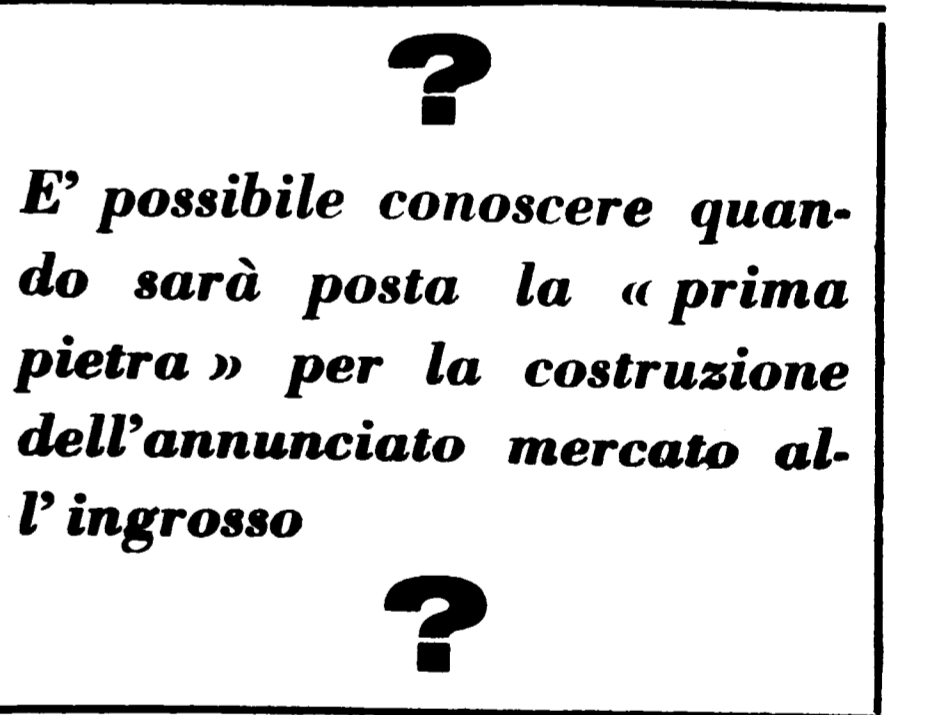 ?
E' possibile conoscere quan-
do sarà posta la « prima
pietra » per la costruzione
dell'annunciato mercato al-
l' ingrosso
?